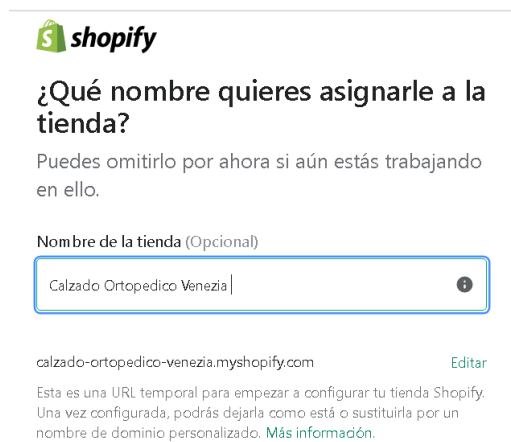 shopify
¿Qué nombre quieres asignarle a la
tienda?
Puedes omitirlo por ahora si aún estás trabajando
en ello.
Nombre de la tienda (Opcional)
Calzado Ortopedico Venezia
calzado-ortopedico-venezia.myshopify.com Editar
Esta es una URL temporal para empezar a configurar tu tienda Shopify.
Una vez configurada, podrás dejarla como está o sustituirla por un
nombre de dominio personalizado. Más información.